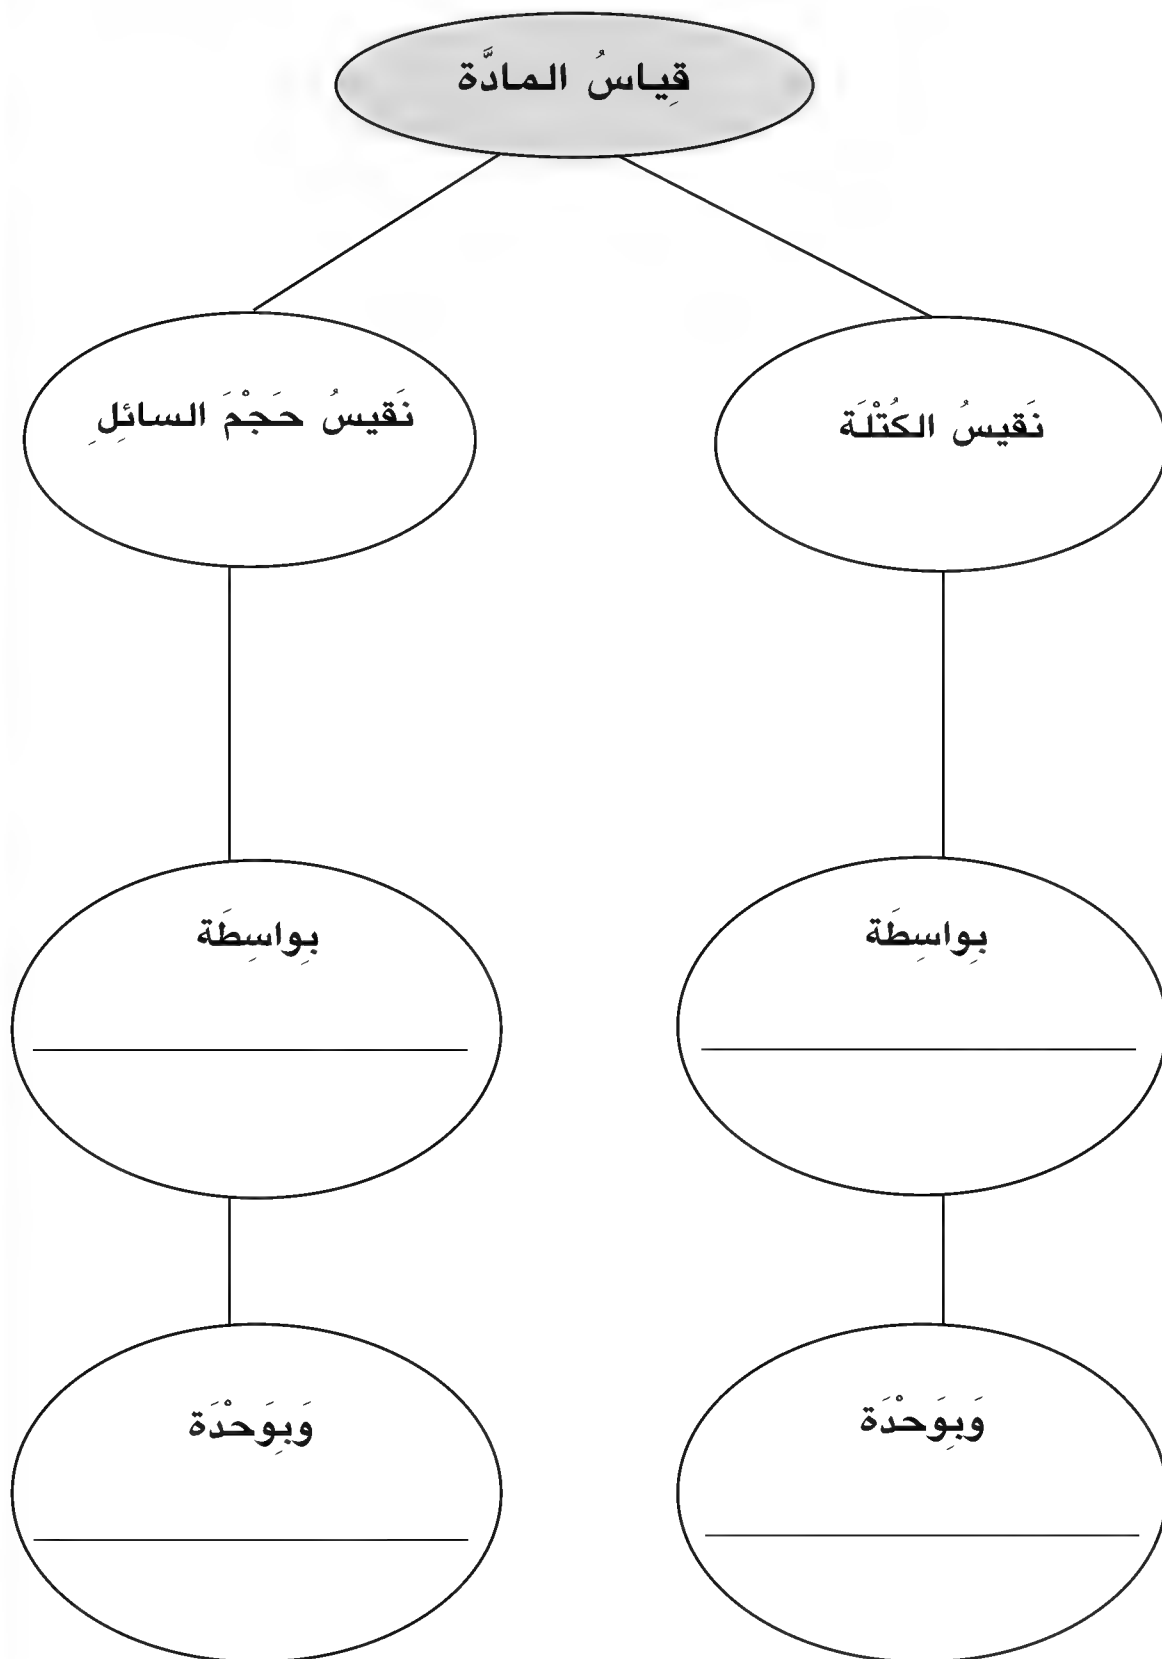 قِياسُ المادَّة
نَقيسُ الكُتْلَة
نَقيسُ حَجْمَ السائِلِ
بِواسِطَة
بِواسِطَة
وَبِوَحْدَة
وَبِوَحْدَة